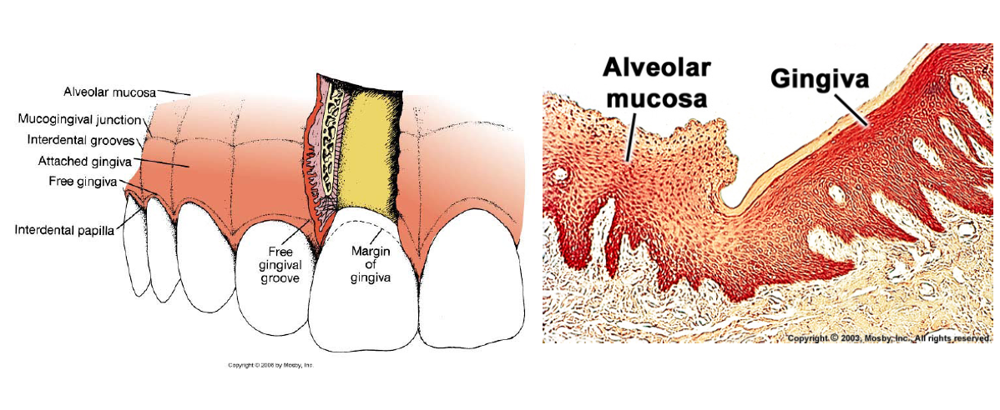 Alveolar mucosa
Mucogingival junction
Interdental grooves
Attached gingiva
Free gingiva
Interdental papilla
Free
gingival
groove
Margin
of
gingiva
Copyright © 2006 by Mosby, Inc.
Alveolar
mucosa
Gingiva
Copyright © 2003, Mosby, Inc., All rights reserved.